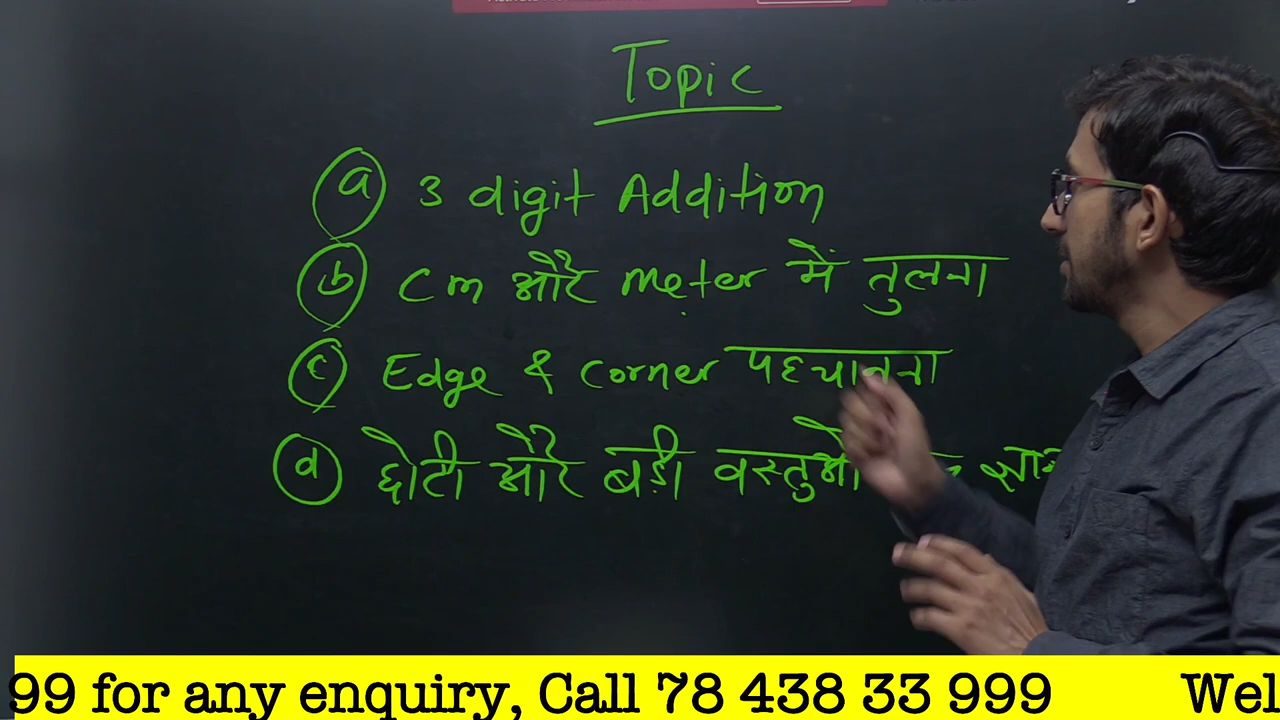 Topic
a 3 digit Addition
b Cm और meter में तुलना
c Edge & corner पहचानना
d छोटी और बड़ी वस्तुओ
99 for any enquiry, Call 78 438 33 999 Wel